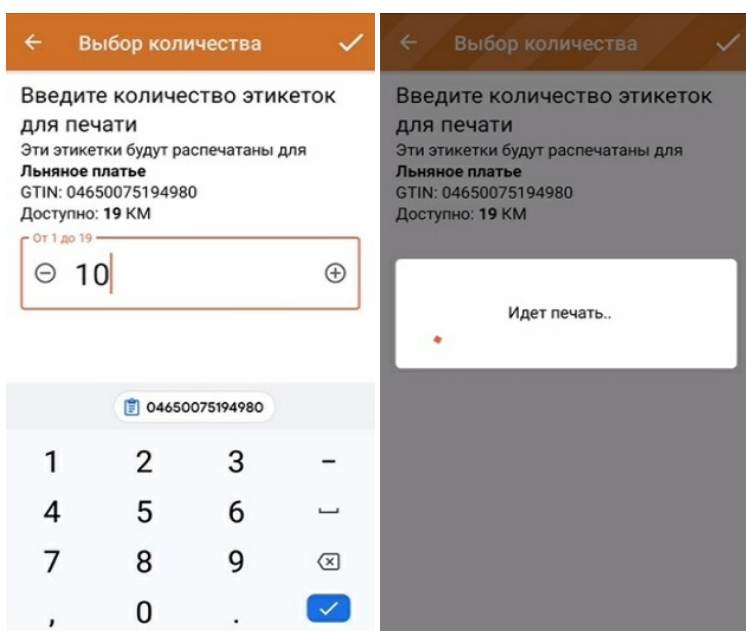 Выбор количества
Введите количество этикеток
для печати
Эти этикетки будут распечатаны для
Льняное платье
GTIN: 04650075194980
Доступно: 19 КМ
От 1 до 19
10
04650075194980
1 2 3 -
4 5 6
7 8 9
, 0 .
Выбор количества
Введите количество этикеток
для печати
Эти этикетки будут распечатаны для
Льняное платье
GTIN: 04650075194980
Доступно: 19 КМ
Идет печать..